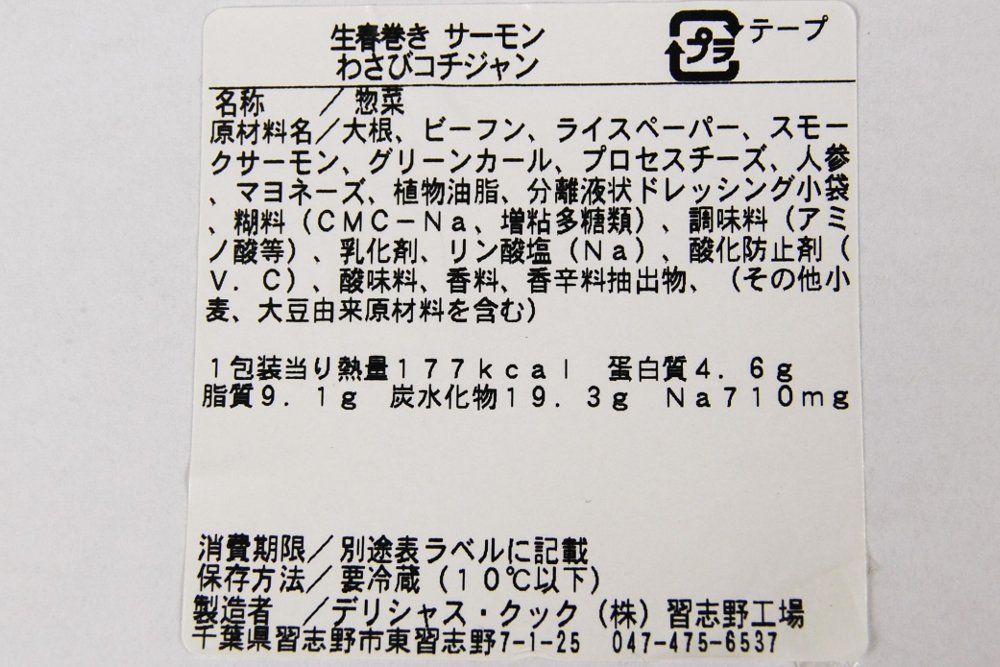 生春巻き サーモン
わさびコチジャン
プラ テープ
名称　　／惣菜
原材料名／大根、ビーフン、ライスペーパー、スモー
クサーモン、グリーンカール、プロセスチーズ、人参
、マヨネーズ、植物油脂、分離液状ドレッシング小袋
、糊料（ＣＭＣ－Ｎａ、増粘多糖類）、調味料（アミ
ノ酸等）、乳化剤、リン酸塩（Ｎａ）、酸化防止剤（
Ｖ．Ｃ）、酸味料、香料、香辛料抽出物、（その他小
麦、大豆由来原材料を含む）
１包装当り熱量１７７ｋｃａｌ　蛋白質４．６ｇ
脂質９．１ｇ　炭水化物１９．３ｇ　Ｎａ７１０ｍｇ
消費期限／別途表ラベルに記載
保存方法／要冷蔵（１０℃以下）
製造者　／デリシャス・クック（株）習志野工場
千葉県習志野市東習志野7-1-25　047-475-6537